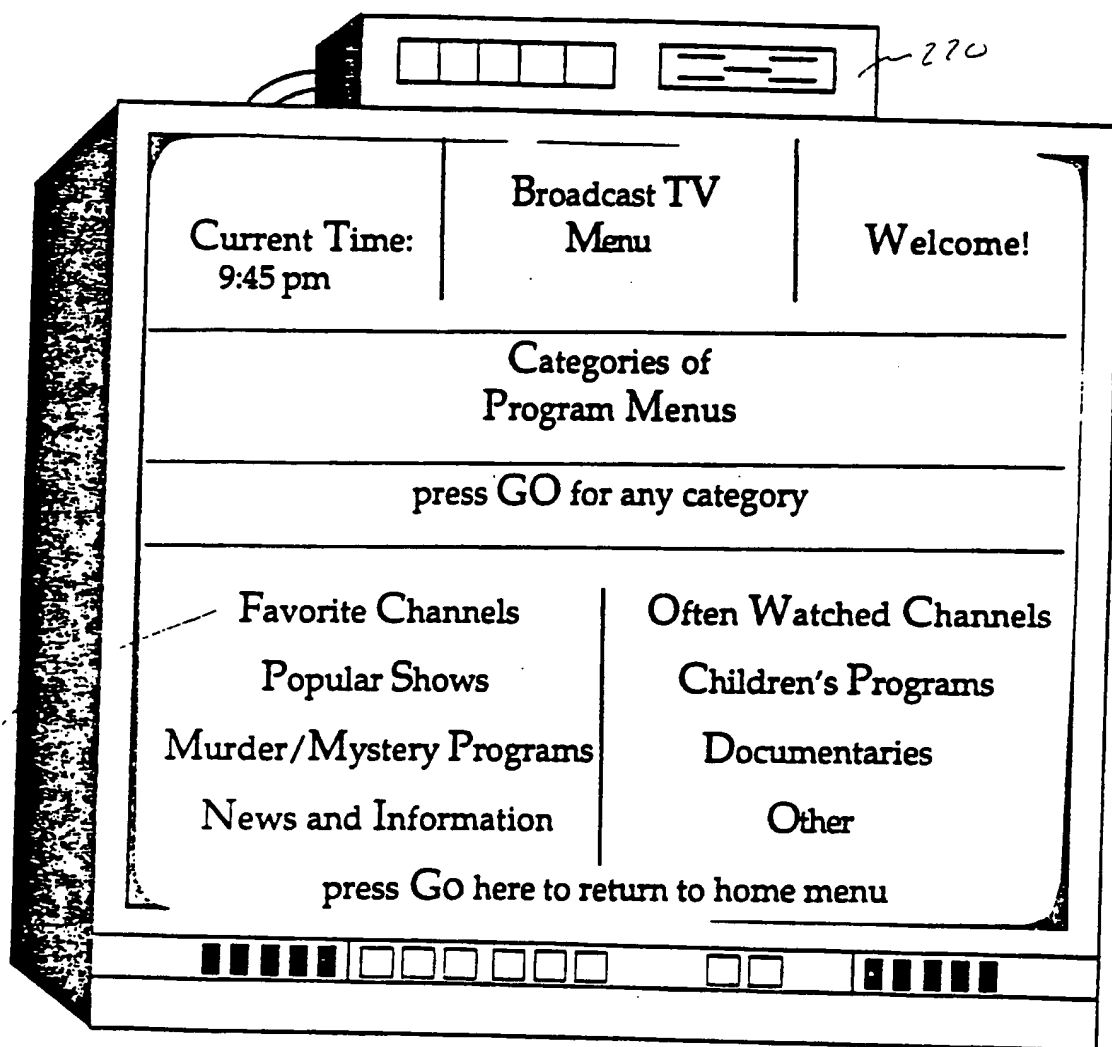 220
Current Time:
9:45 pm
Broadcast TV
Menu
Welcome!
Categories of
Program Menus
press GO for any category
Favorite Channels
Often Watched Channels
Popular Shows
Children's Programs
Murder/Mystery Programs
Documentaries
News and Information
Other
press Go here to return to home menu